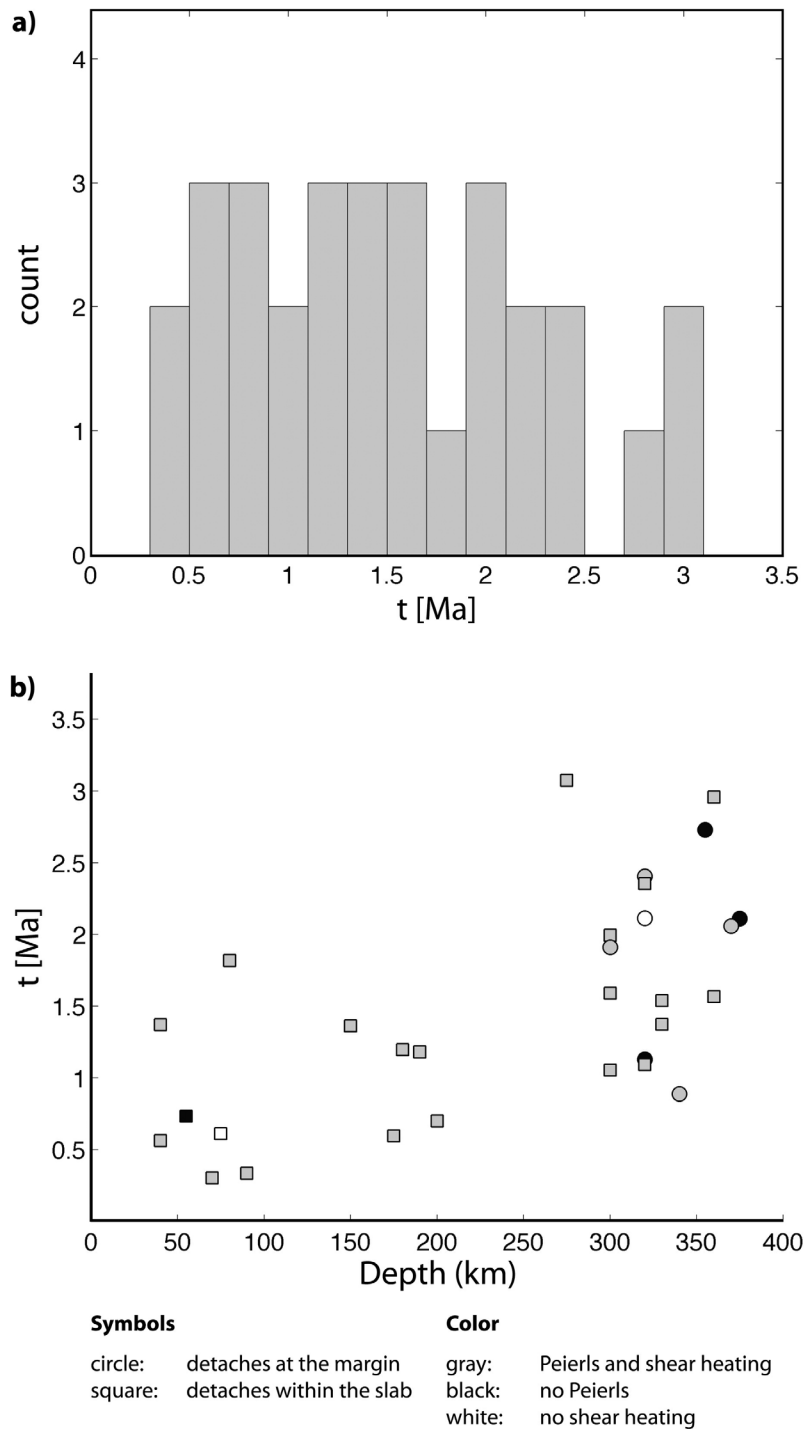 a)
4
3
2
1
0
count
0 0.5 1 1.5 2 2.5 3 3.5
t [Ma]
b)
3.5
3
2.5
2
1.5
1
0.5
t [Ma]
0 50 100 150 200 250 300 350 400
Depth (km)
Symbols Color
circle: detaches at the margin gray: Peierls and shear heating
square: detaches within the slab black: no Peierls
white: no shear heating